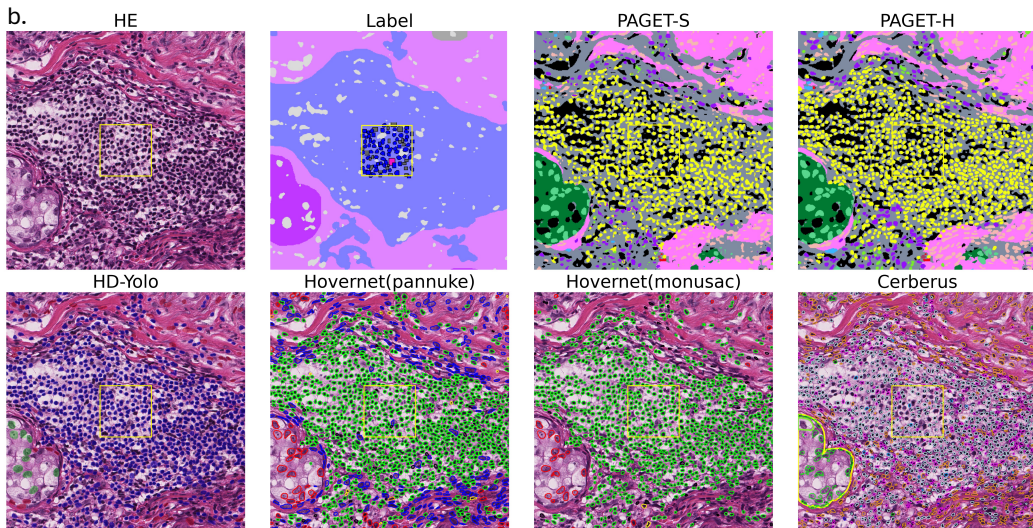 b.
HE Label PAGET-S PAGET-H
HD-Yolo Hovernet(pannuke) Hovernet(monusac) Cerberus